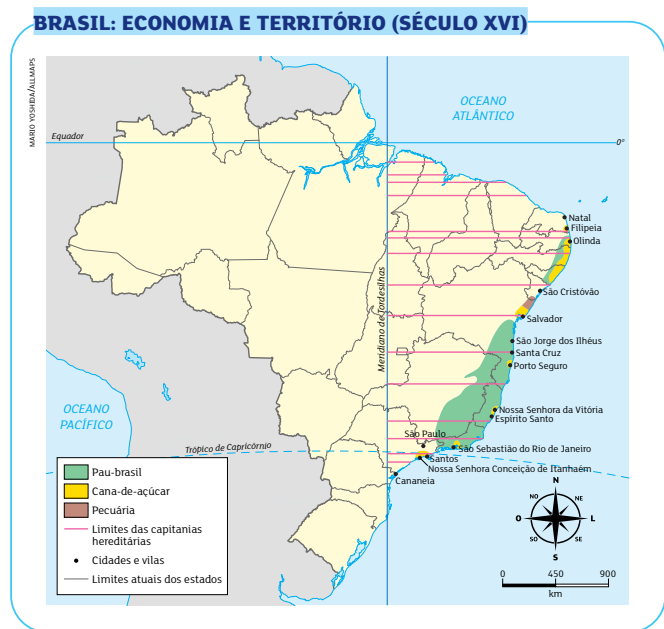 BRASIL: ECONOMIA E TERRITÓRIO (SÉCULO XVI)
MARIO YOSHIDA/ALLMAPS
OCEANO
ATLÂNTICO
Equador
0°
Meridiano de Tordesilhas
Natal
Filipeia
Olinda
São Cristóvão
Salvador
São Jorge dos Ilhéus
Santa Cruz
Porto Seguro
Nossa Senhora da Vitória
Espírito Santo
OCEANO
PACÍFICO
São Paulo
Trópico de Capricórnio
São Sebastião do Rio de Janeiro
Santos
Nossa Senhora Conceição de Itanhaém
Cananeia
Pau-brasil
Cana-de-açúcar
Pecuária
Limites das capitanias
hereditárias
Cidades e vilas
Limites atuais dos estados
N
NO
NE
O
L
SO
SE
S
0 450 900
km